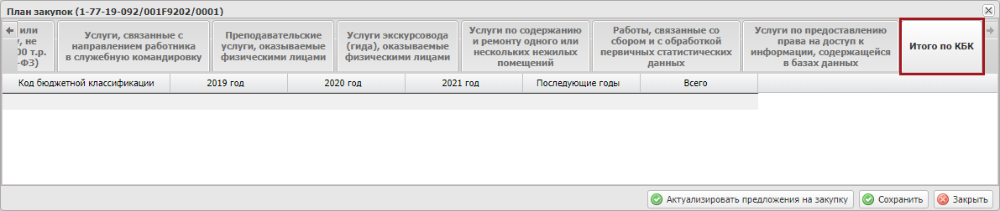 План закупок (1-77-19-092/001F9202/0001)
или
у, не
00 т.р.
-ФЗ)
Услуги, связанные с
направлением работника
в служебную командировку
Преподавательские
услуги, оказываемые
физическими лицами
Услуги экскурсовода
(гида), оказываемые
физическими лицами
Услуги по содержанию
и ремонту одного или
нескольких нежилых
помещений
Работы, связанные со
сбором и с обработкой
первичных статистических
данных
Услуги по предоставлению
права на доступ к
информации, содержащейся
в базах данных
Итого по КБК
Код бюджетной классификации 2019 год 2020 год 2021 год Последующие годы Всего
Актуализировать предложения на закупку Сохранить Закрыть